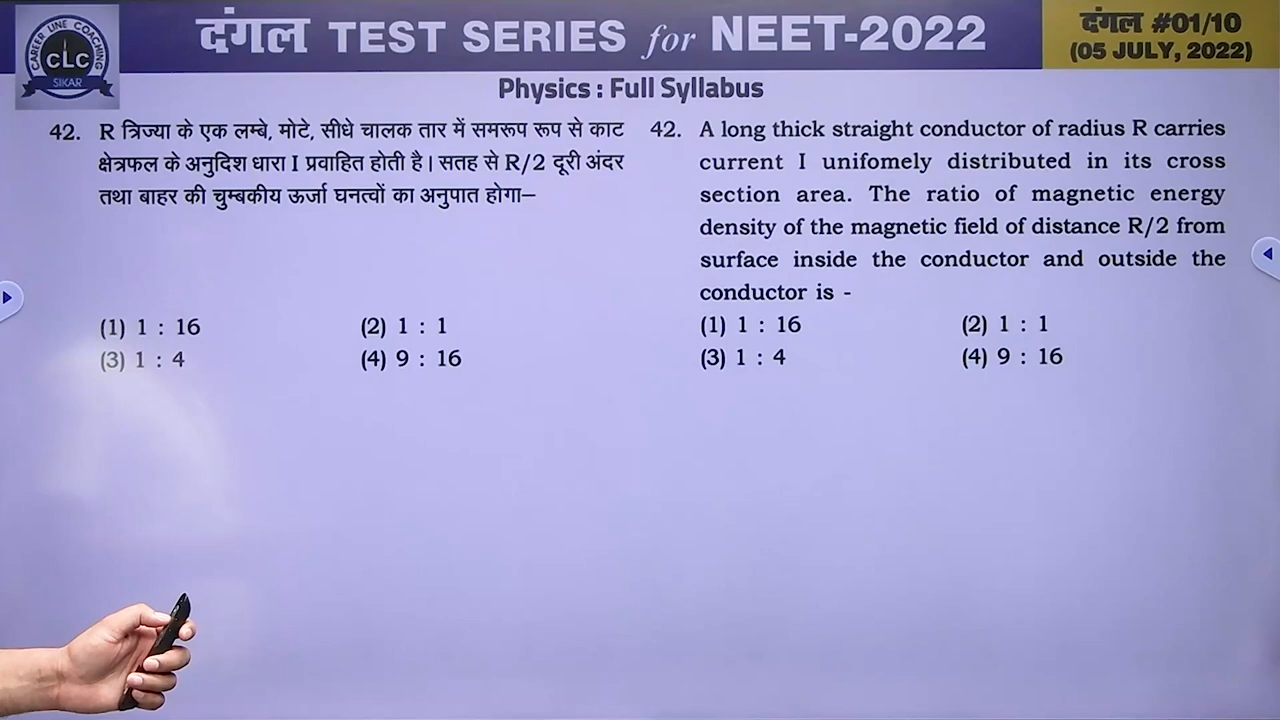 CAREER LINE COACHING
CLC
SIKAR
दंगल TEST SERIES for NEET-2022
दंगल #01/10
(05 JULY, 2022)
Physics : Full Syllabus
42. R त्रिज्या के एक लम्बे, मोटे, सीधे चालक तार में समरूप रूप से काट
क्षेत्रफल के अनुदिश धारा I प्रवाहित होती है। सतह से R/2 दूरी अंदर
तथा बाहर की चुम्बकीय ऊर्जा घनत्वों का अनुपात होगा–
(1) 1 : 16 (2) 1 : 1
(3) 1 : 4 (4) 9 : 16
42. A long thick straight conductor of radius R carries
current I unifomely distributed in its cross
section area. The ratio of magnetic energy
density of the magnetic field of distance R/2 from
surface inside the conductor and outside the
conductor is -
(1) 1 : 16 (2) 1 : 1
(3) 1 : 4 (4) 9 : 16